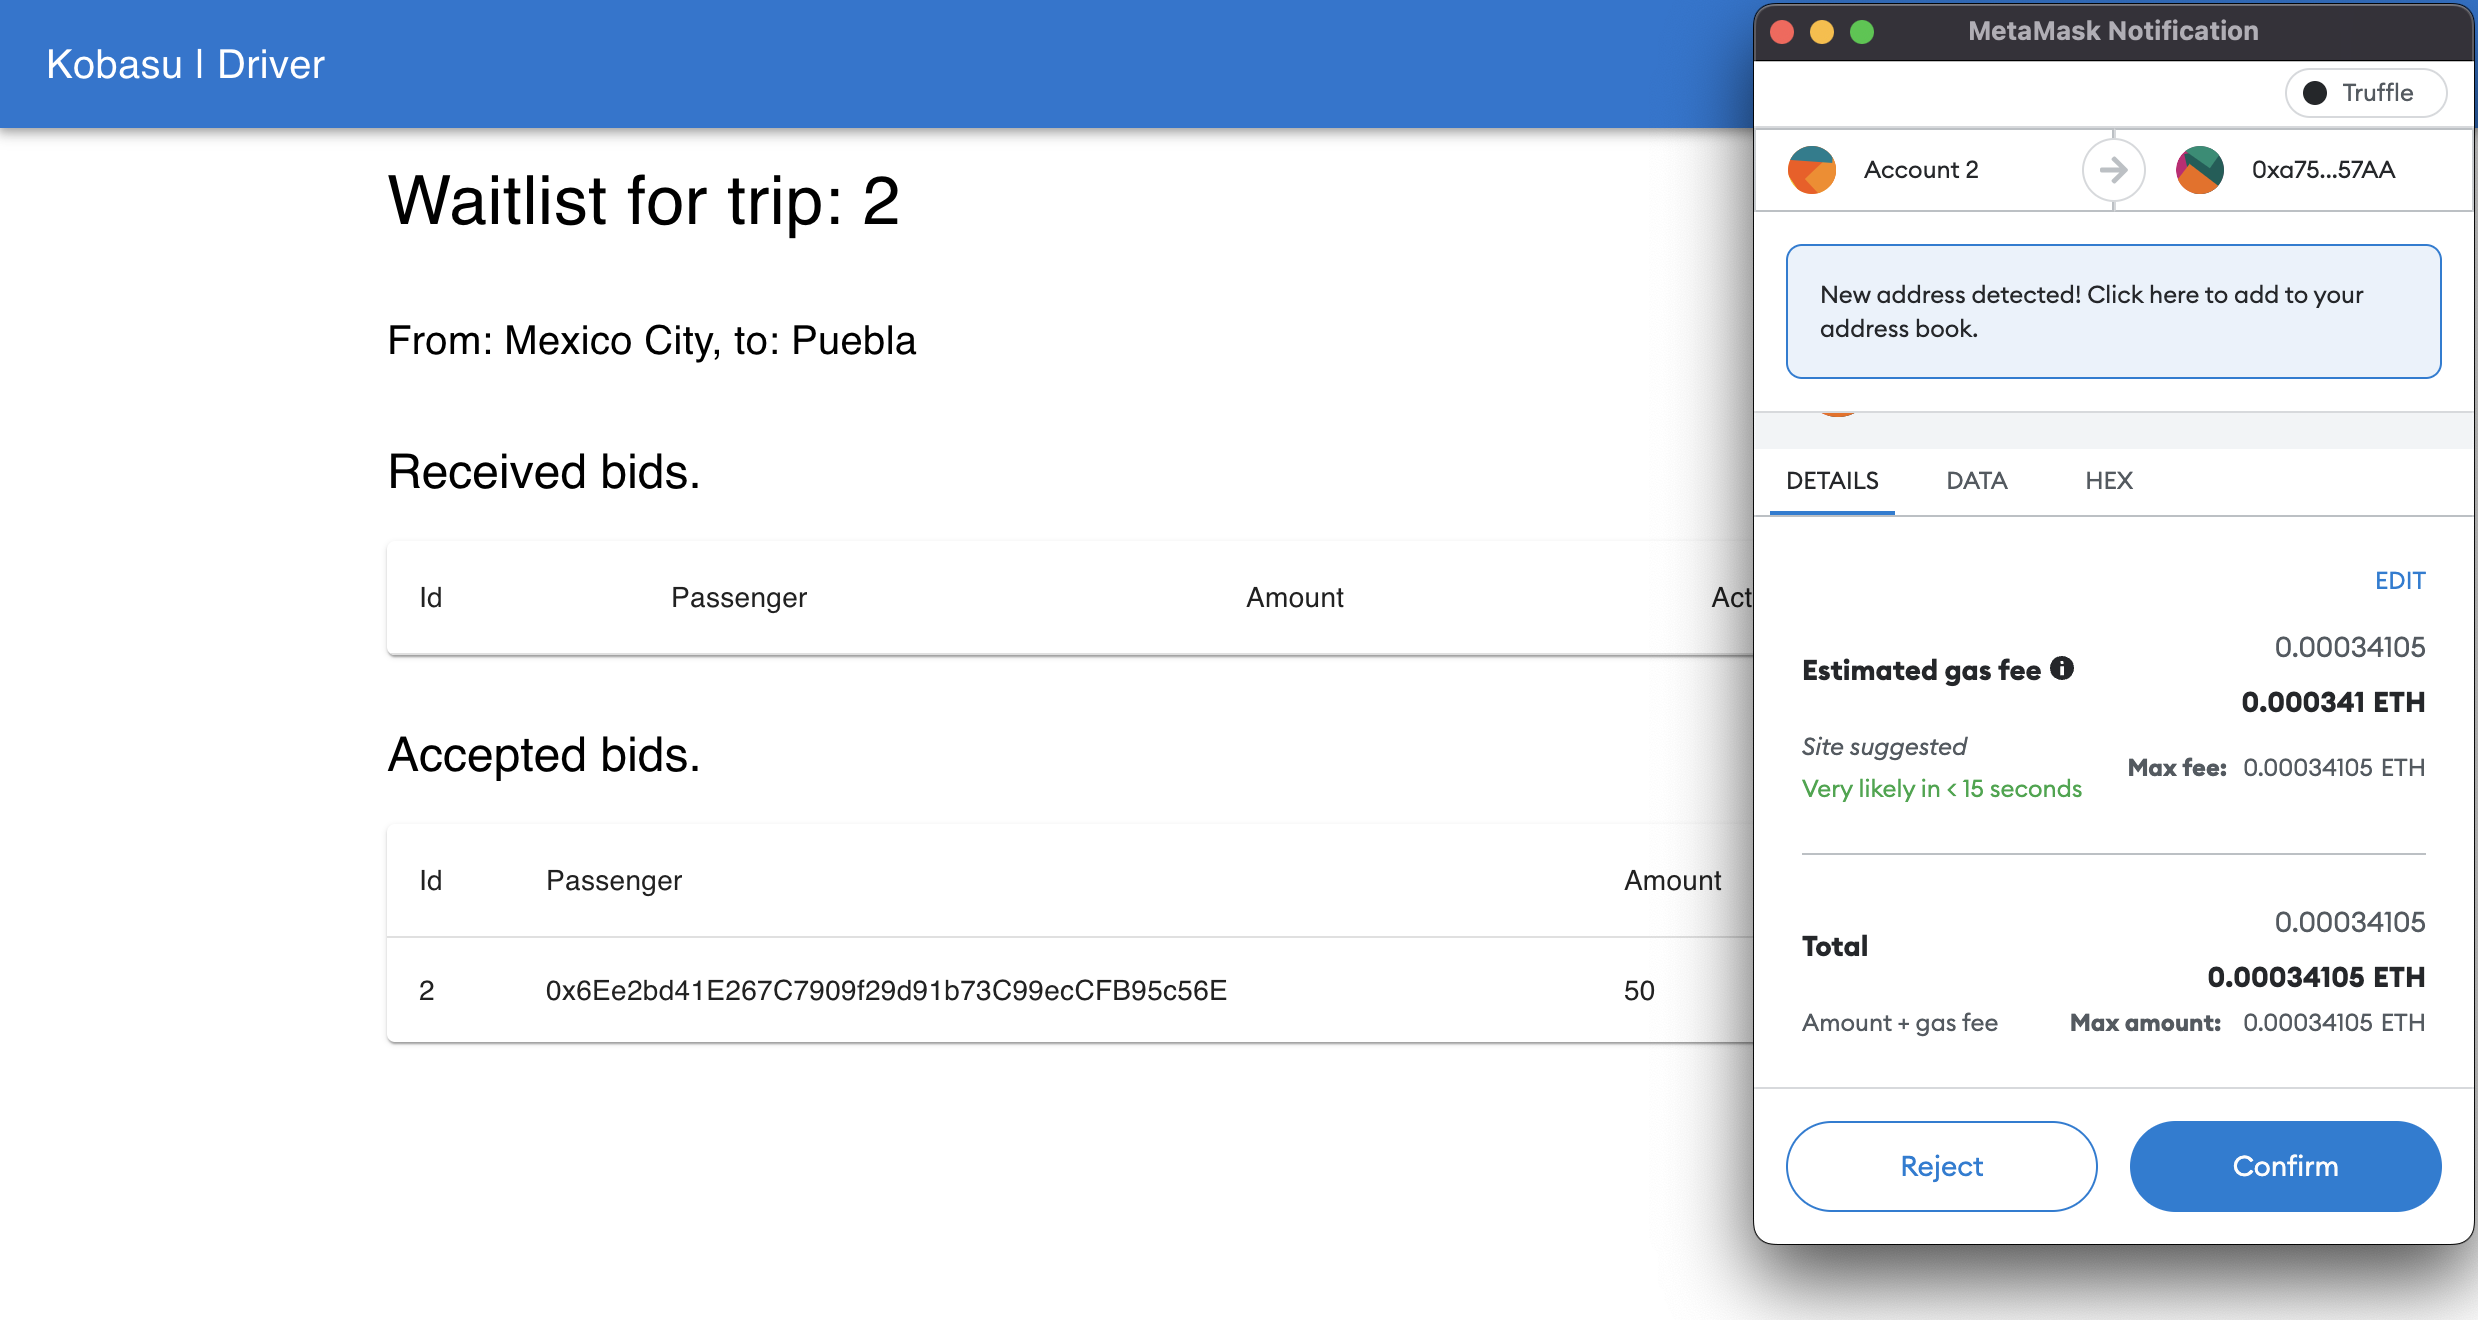 Kobasu | Driver
Waitlist for trip: 2
From: Mexico City, to: Puebla
Received bids.
Id Passenger Amount Act
Accepted bids.
Id Passenger Amount
2 0x6Ee2bd41E267C7909f29d91b73C99ecCFB95c56E 50
MetaMask Notification
Truffle
Account 2 0xa75...57AA
New address detected! Click here to add to your
address book.
DETAILS DATA HEX
EDIT
0.00034105
Estimated gas fee
0.000341 ETH
Site suggested
Max fee: 0.00034105 ETH
Very likely in < 15 seconds
0.00034105
Total
0.00034105 ETH
Amount + gas fee Max amount: 0.00034105 ETH
Reject Confirm